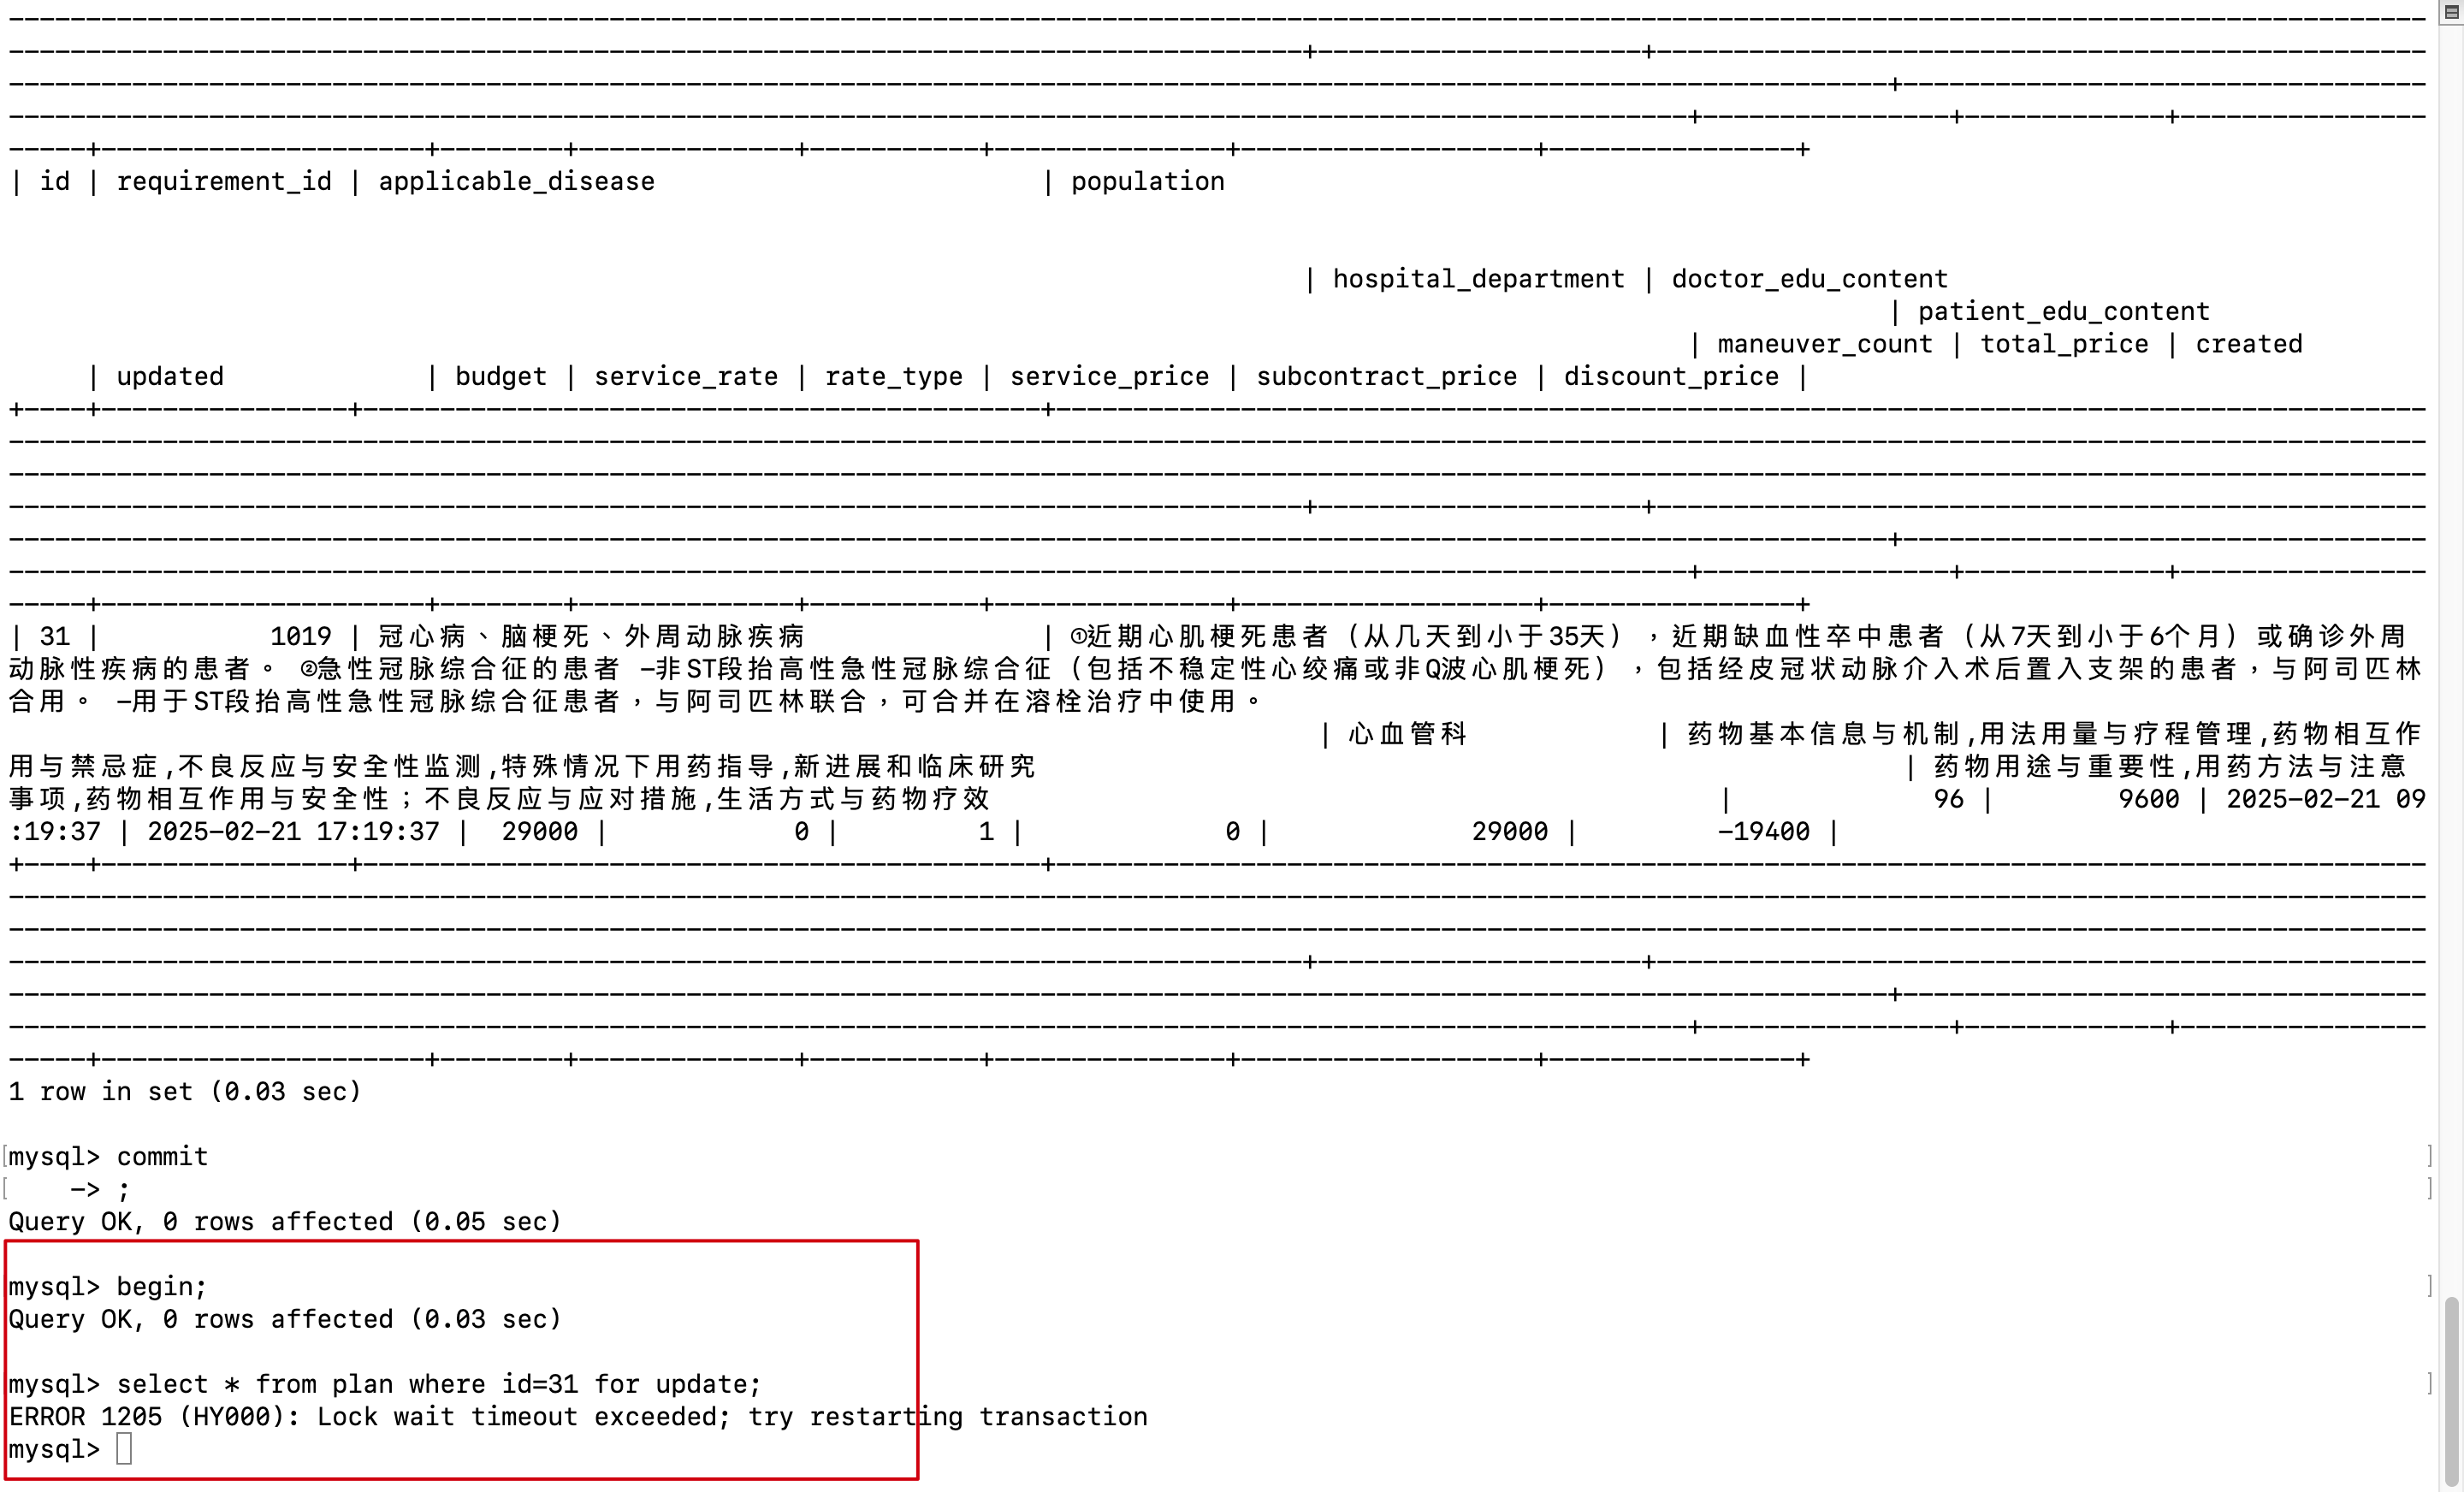 | id | requirement_id | applicable_disease | population
| hospital_department | doctor_edu_content
| patient_edu_content
| maneuver_count | total_price | created
| updated | budget | service_rate | rate_type | service_price | subcontract_price | discount_price |
| 31 | 1019 | 冠心病、脑梗死、外周动脉疾病 | ①近期心肌梗死患者（从几天到小于35天），近期缺血性卒中患者（从7天到小于6个月）或确诊外周
动脉性疾病的患者。 ②急性冠脉综合征的患者 -非ST段抬高性急性冠脉综合征（包括不稳定性心绞痛或非Q波心肌梗死），包括经皮冠状动脉介入术后置入支架的患者，与阿司匹林
合用。 -用于ST段抬高性急性冠脉综合征患者，与阿司匹林联合，可合并在溶栓治疗中使用。
| 心血管科 | 药物基本信息与机制,用法用量与疗程管理,药物相互作
用与禁忌症,不良反应与安全性监测,特殊情况下用药指导,新进展和临床研究 | 药物用途与重要性,用药方法与注意
事项,药物相互作用与安全性；不良反应与应对措施,生活方式与药物疗效 | 96 | 9600 | 2025-02-21 09
:19:37 | 2025-02-21 17:19:37 | 29000 | 0 | 1 | 0 | 29000 | -19400 |
1 row in set (0.03 sec)
mysql> commit
-> ;
Query OK, 0 rows affected (0.05 sec)
mysql> begin;
Query OK, 0 rows affected (0.03 sec)
mysql> select * from plan where id=31 for update;
ERROR 1205 (HY000): Lock wait timeout exceeded; try restarting transaction
mysql>